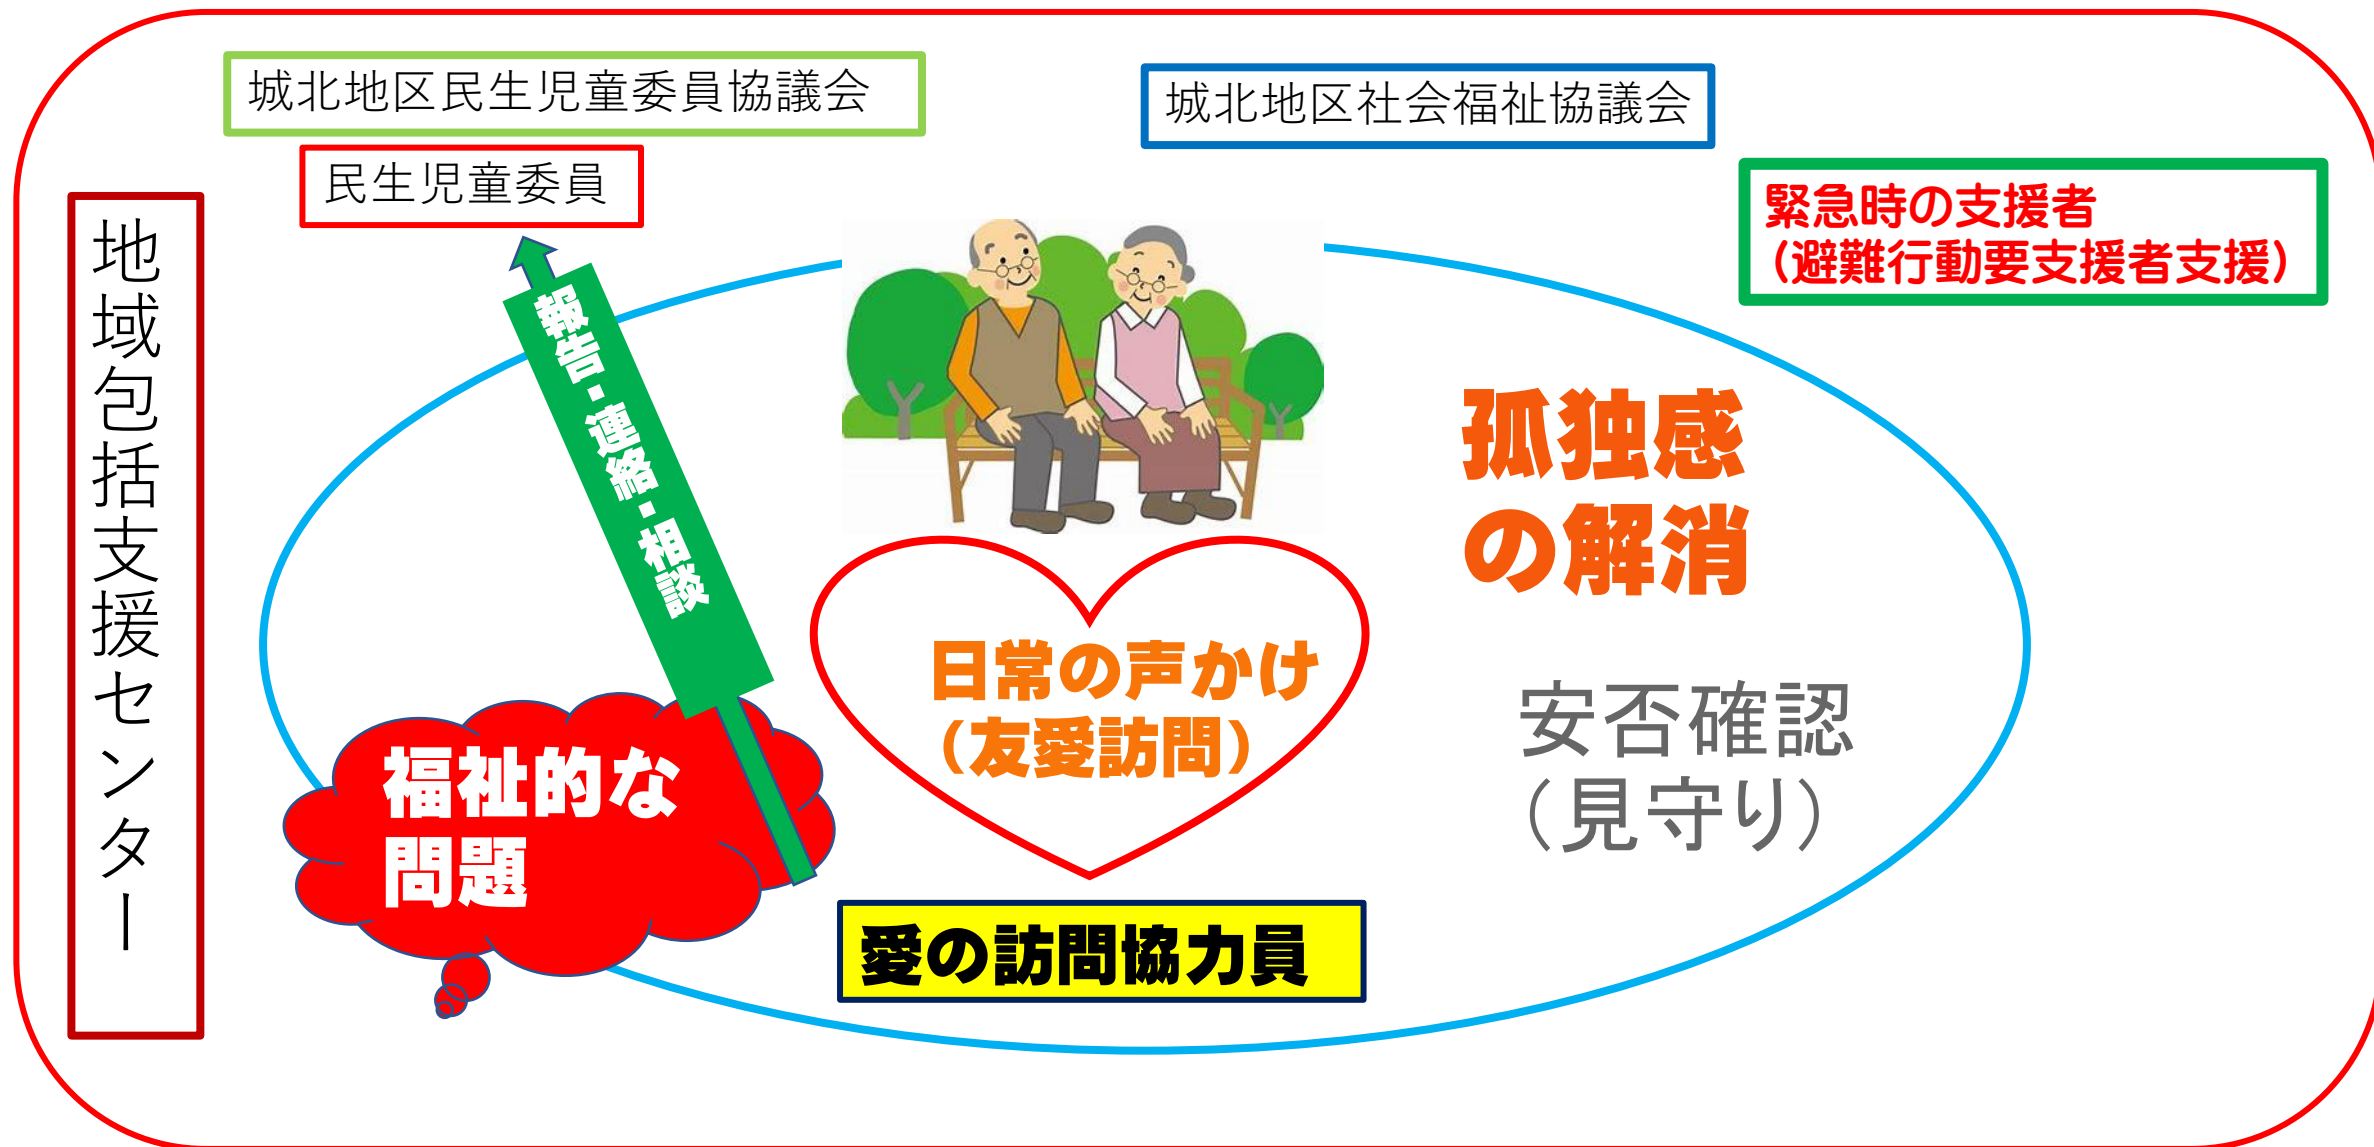 城北地区民生児童委員協議会
城北地区社会福祉協議会
民生児童委員
緊急時の支援者
（避難行動要支援者支援）
地域包括支援センター
報告・連絡・相談
孤独感
の解消
日常の声かけ
（友愛訪問）
安否確認
（見守り）
福祉的な
問題
愛の訪問協力員